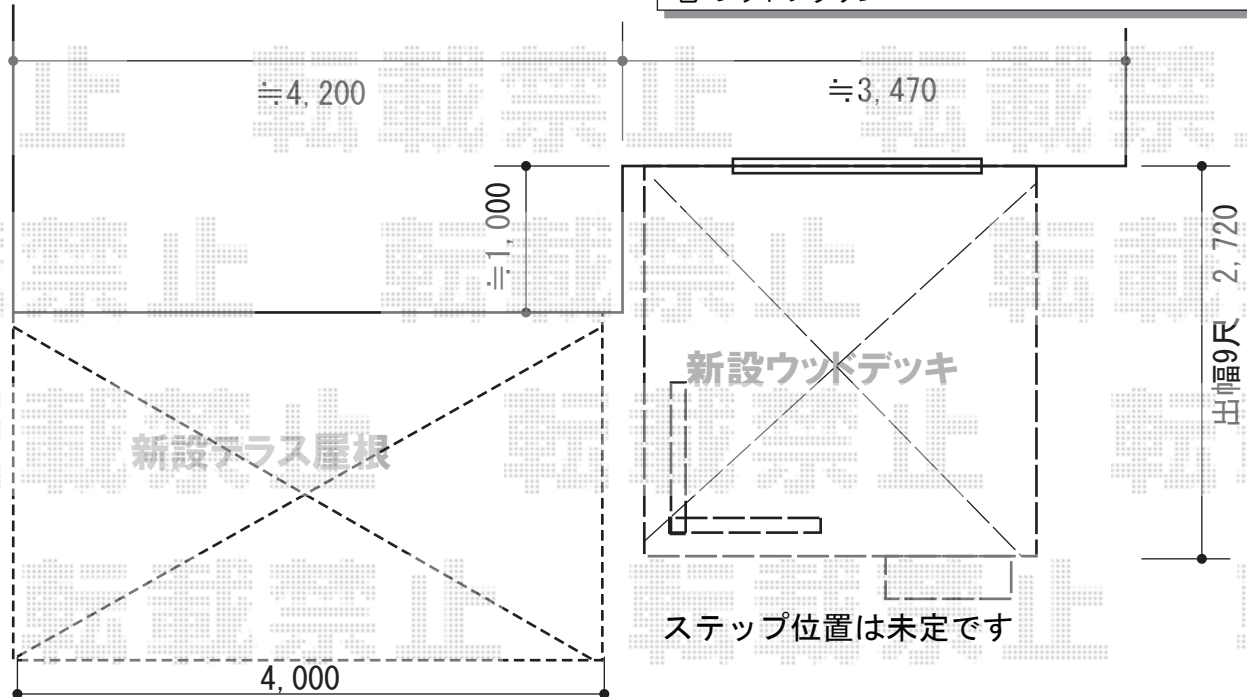 ≒4,200
≒3,470
≒1,000
出幅9尺 2,720
新設ウッドデッキ
新設テラス屋根
ステップ位置は未定です
4,000
転載禁止